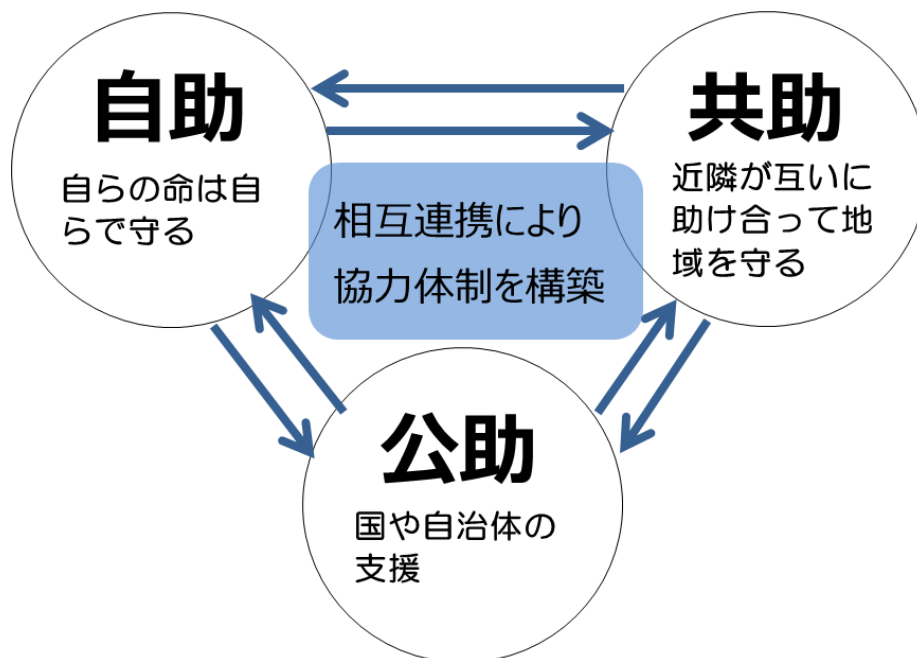 自助
自らの命は自
らで守る
共助
近隣が互いに
助け合って地
域を守る
相互連携により
協力体制を構築
公助
国や自治体の
支援